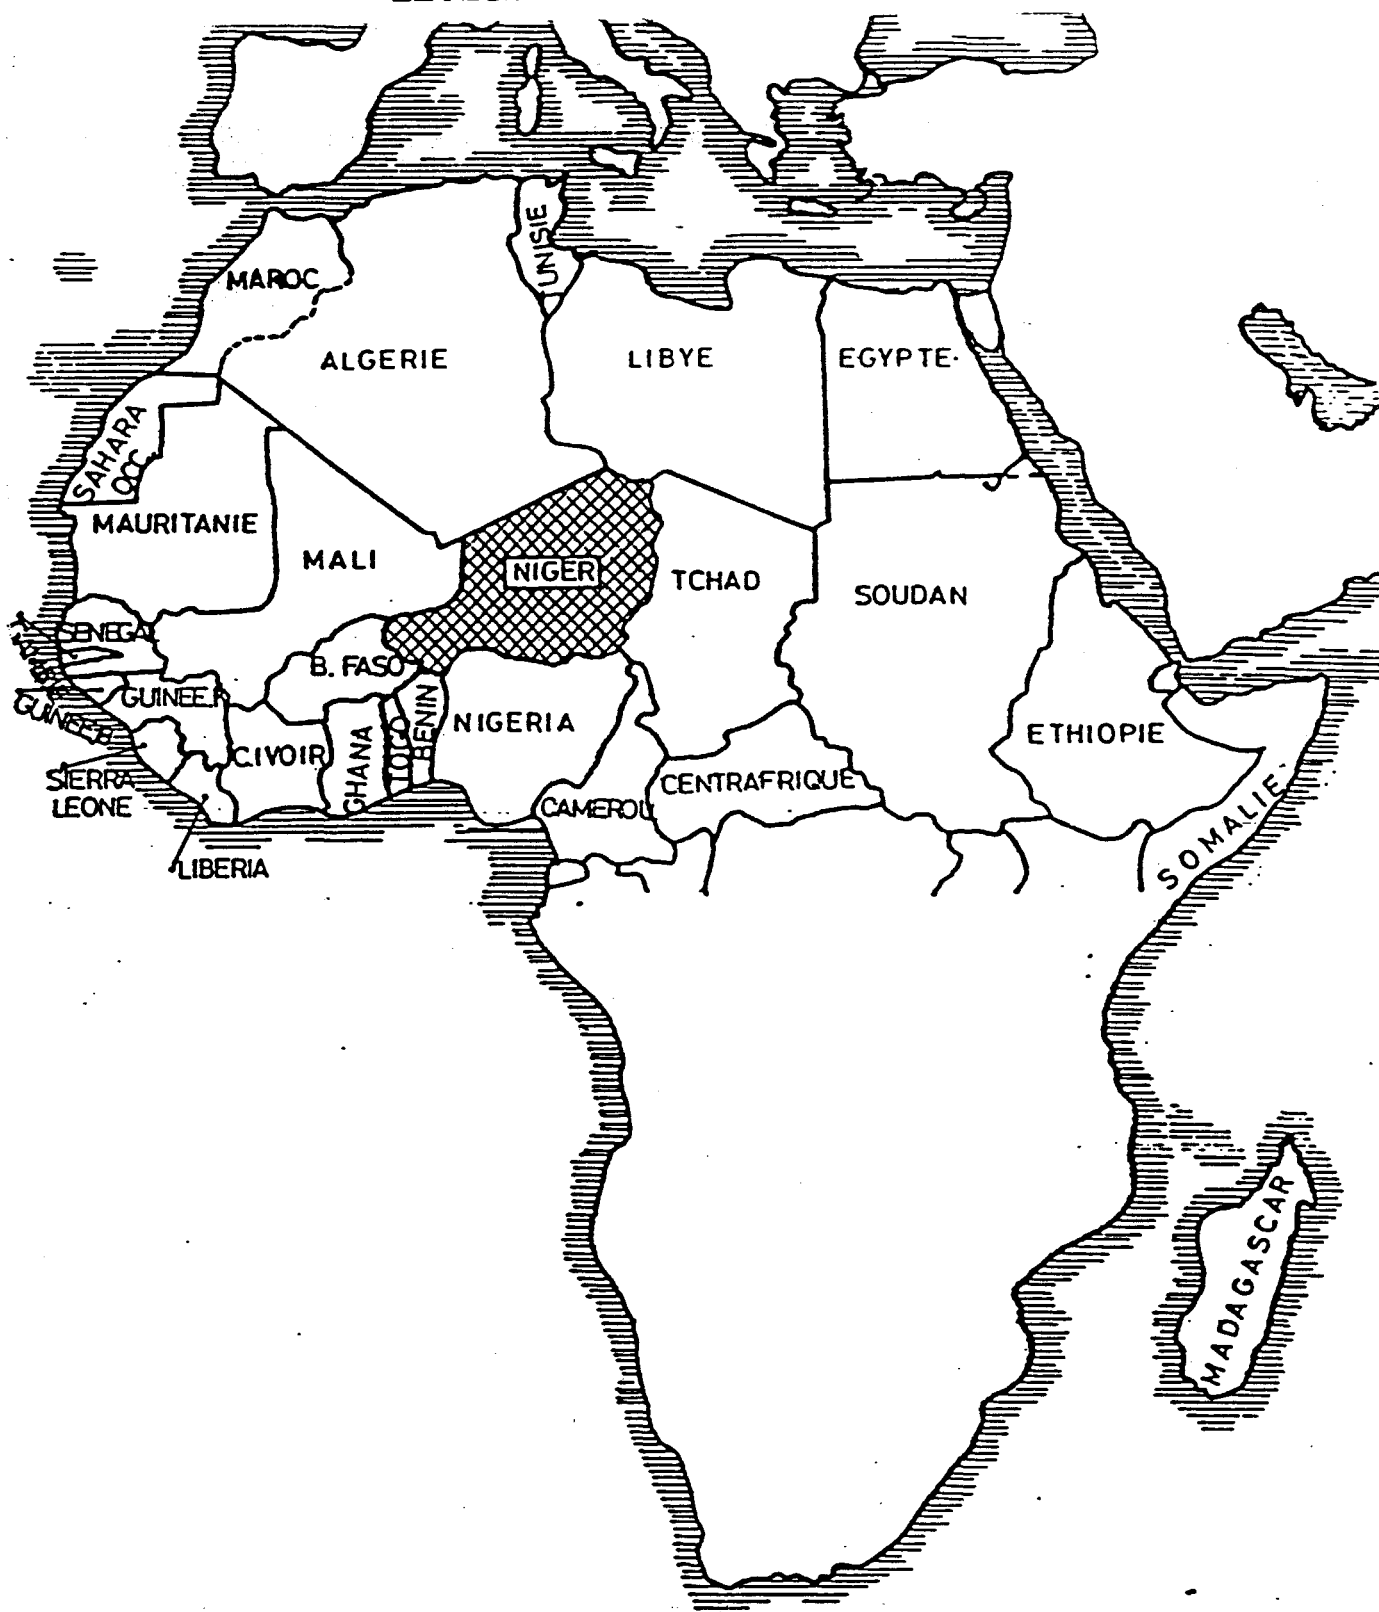 TUNISIE
MAROC
ALGERIE
LIBYE
EGYPTE
SAHARA
OCC
MAURITANIE
MALI
NIGER
TCHAD
SOUDAN
SENEGAL
B. FASO
GUINEE.
GUINEE.B
NIGERIA
BENIN
TOGO
GHANA
C.IVOIR
ETHIOPIE
SIERRA
LEONE
CENTRAFRIQUE
CAMEROU
SOMALIE
LIBERIA
MADAGASCAR